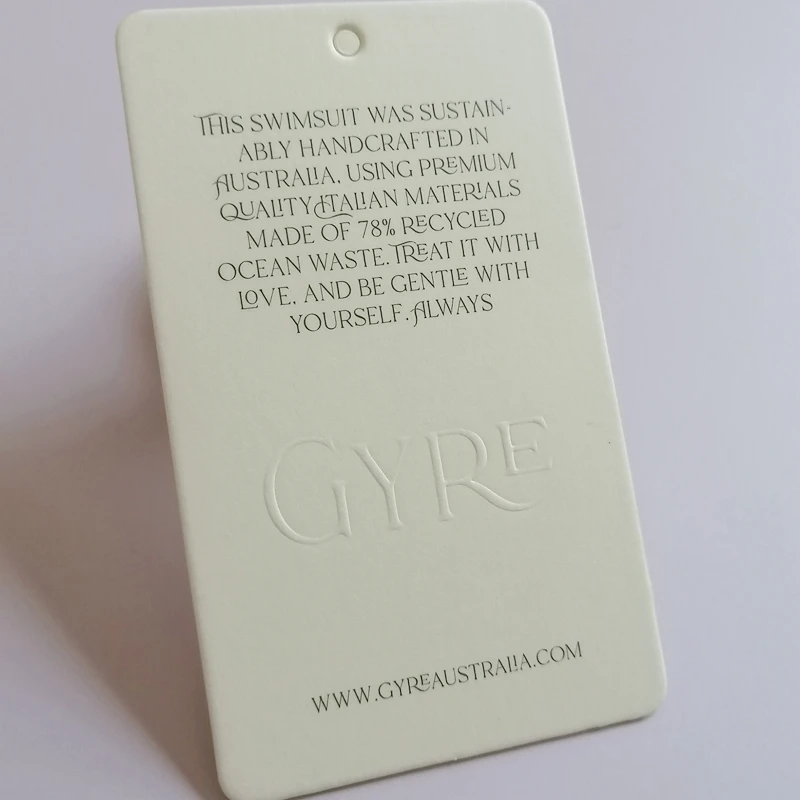 THIS SWIMSUIT WAS SUSTAIN-
ABLY HANDCRAFTED IN
AUSTRALIA, USING PREMIUM
QUALITY ITALIAN MATERIALS
MADE OF 78% RECYCLED
OCEAN WASTE. TREAT IT WITH
LOVE, AND BE GENTLE WITH
YOURSELF. ALWAYS
GYRE
WWW.GYREAUSTRALIA.COM